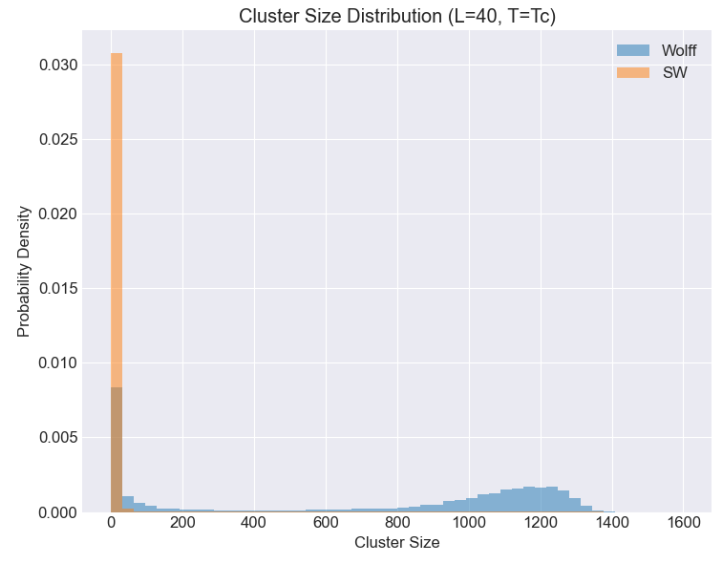 Cluster Size Distribution (L=40, T=Tc)
Wolff
SW
Probability Density
0.030
0.025
0.020
0.015
0.010
0.005
0.000
0 200 400 600 800 1000 1200 1400 1600
Cluster Size